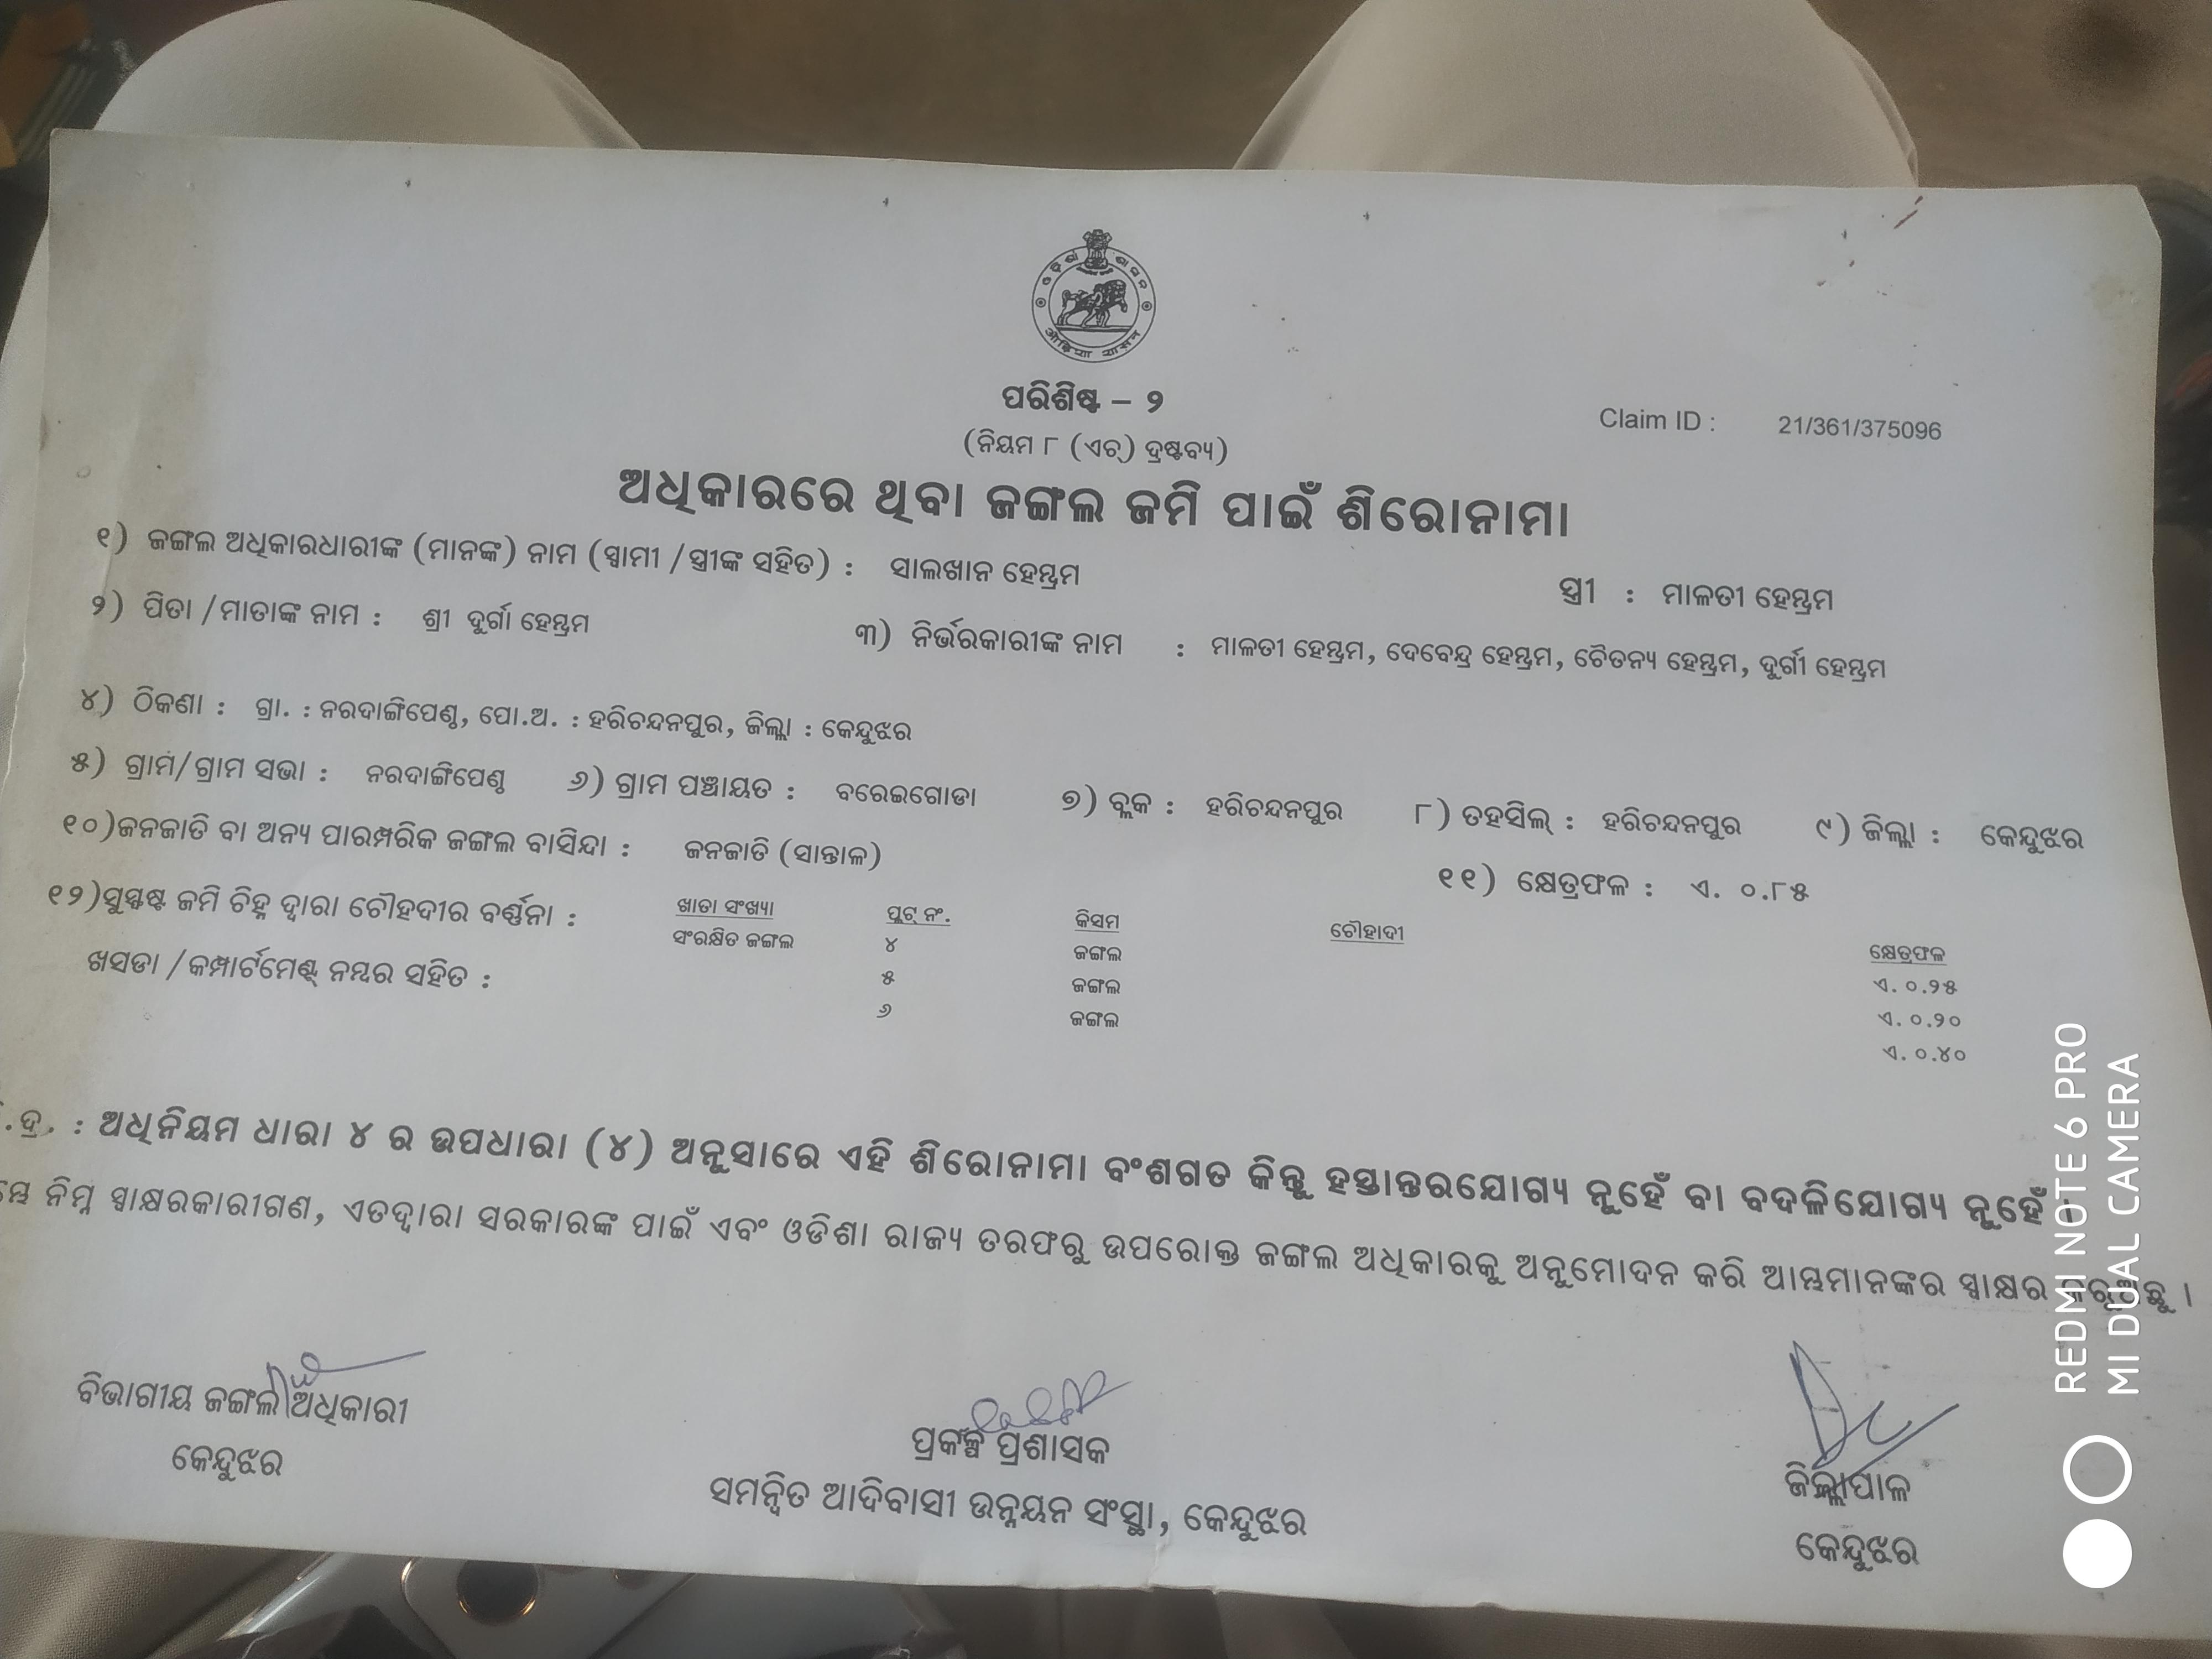 ଓଡ଼ିଶା ଶାସନ
ओड़िशा शासन
ପରିଶିଷ୍ଟ – ୨
Claim ID : 21/361/375096
(ନିୟମ ୮ (ଏଚ୍) ଦ୍ରଷ୍ଟବ୍ୟ)
ଅଧିକାରରେ ଥିବା ଜଙ୍ଗଲ ଜମି ପାଇଁ ଶିରୋନାମା
୧) ଜଙ୍ଗଲ ଅଧିକାରଧାରୀଙ୍କ (ମାନଙ୍କ) ନାମ (ସ୍ୱାମୀ /ସ୍ତ୍ରୀଙ୍କ ସହିତ) : ସାଲଖାନ ହେମ୍ବ୍ରମ ସ୍ତ୍ରୀ : ମାଳତୀ ହେମ୍ବ୍ରମ
୨) ପିତା /ମାତାଙ୍କ ନାମ : ଶ୍ରୀ ଦୁର୍ଗା ହେମ୍ବ୍ରମ ୩) ନିର୍ଭରକାରୀଙ୍କ ନାମ : ମାଳତୀ ହେମ୍ବ୍ରମ, ଦେବେନ୍ଦ୍ର ହେମ୍ବ୍ରମ, ଚୈତନ୍ୟ ହେମ୍ବ୍ରମ, ଦୁର୍ଗୀ ହେମ୍ବ୍ରମ
୪) ଠିକଣା : ଗ୍ରା. : ନରଦାଙ୍ଗିପେଣ୍ଠ, ପୋ.ଅ. : ହରିଚନ୍ଦନପୁର, ଜିଲ୍ଲା : କେନ୍ଦୁଝର
୫) ଗ୍ରାମ/ଗ୍ରାମ ସଭା : ନରଦାଙ୍ଗିପେଣ୍ଠ ୬) ଗ୍ରାମ ପଞ୍ଚାୟତ : ବରେଇଗୋଡା ୭) ବ୍ଲକ : ହରିଚନ୍ଦନପୁର ୮) ତହସିଲ୍ : ହରିଚନ୍ଦନପୁର ୯) ଜିଲ୍ଲା : କେନ୍ଦୁଝର
୧୦)ଜନଜାତି ବା ଅନ୍ୟ ପାରମ୍ପରିକ ଜଙ୍ଗଲ ବାସିନ୍ଦା : ଜନଜାତି (ସାନ୍ତାଳ) ୧୧) କ୍ଷେତ୍ରଫଳ : ଏ. ୦.୮୫
୧୨)ସୁସ୍ପଷ୍ଟ ଜମି ଚିହ୍ନ ଦ୍ୱାରା ଚୌହଦୀର ବର୍ଣ୍ଣନା : ଖାତା ସଂଖ୍ୟା ପ୍ଲଟ୍ ନଂ. କିସମ ଚୌହାଦୀ କ୍ଷେତ୍ରଫଳ
ସଂରକ୍ଷିତ ଜଙ୍ଗଲ ୪ ଜଙ୍ଗଲ ଏ. ୦.୨୫
ଖସଡା /କମ୍ପାର୍ଟମେଣ୍ଟ୍ ନମ୍ବର ସହିତ : ୫ ଜଙ୍ଗଲ ଏ. ୦.୨୦
୬ ଜଙ୍ଗଲ ଏ. ୦.୪୦
.ଦ୍ର. : ଅଧିନିୟମ ଧାରା ୪ ର ଉପଧାରା (୪) ଅନୁସାରେ ଏହି ଶିରୋନାମା ବଂଶଗତ କିନ୍ତୁ ହସ୍ତାନ୍ତରଯୋଗ୍ୟ ନୁହେଁ ବା ବଦଳିଯୋଗ୍ୟ ନୁହେଁ ।
ନିମ୍ନ ସ୍ୱାକ୍ଷରକାରୀଗଣ, ଏତଦ୍ୱାରା ସରକାରଙ୍କ ପାଇଁ ଏବଂ ଓଡିଶା ରାଜ୍ୟ ତରଫରୁ ଉପରୋକ୍ତ ଜଙ୍ଗଲ ଅଧିକାରକୁ ଅନୁମୋଦନ କରି ଆମ୍ଭମାନଙ୍କର ସ୍ୱାକ୍ଷର କରୁଅଛୁ ।
ବିଭାଗୀୟ ଜଙ୍ଗଲ ଅଧିକାରୀ
କେନ୍ଦୁଝର
ପ୍ରକଳ୍ପ ପ୍ରଶାସକ
ସମନ୍ୱିତ ଆଦିବାସୀ ଉନ୍ନୟନ ସଂସ୍ଥା, କେନ୍ଦୁଝର
ଜିଲ୍ଲାପାଳ
କେନ୍ଦୁଝର
REDMI NOTE 6 PRO
MI DUAL CAMERA